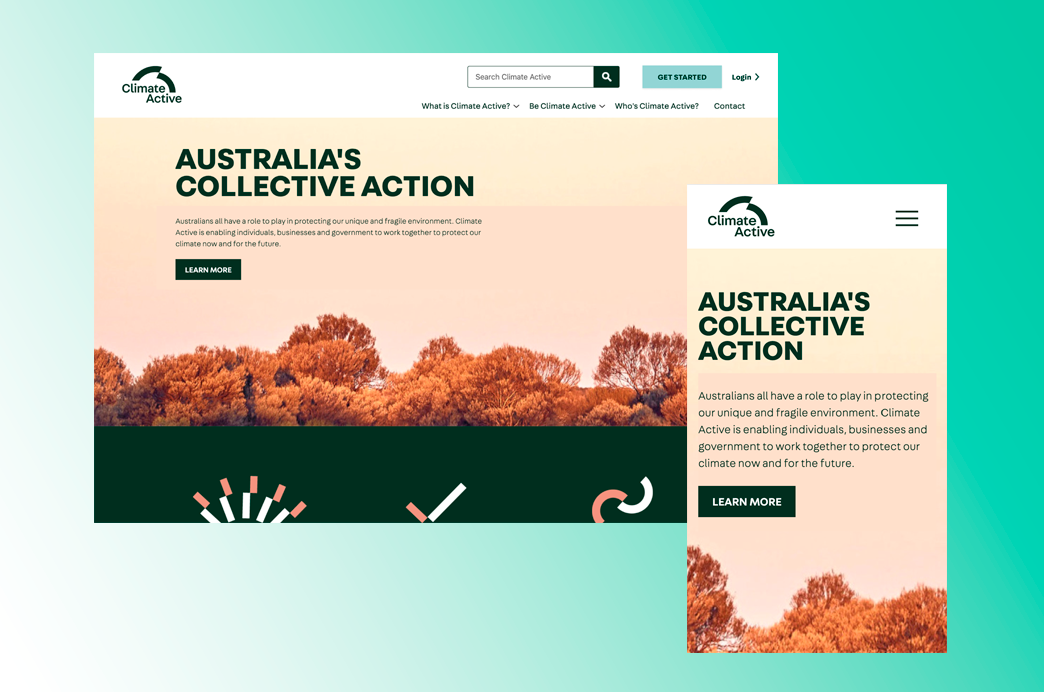 Climate
Active
Search Climate Active
GET STARTED
Login
What is Climate Active?
Be Climate Active
Who's Climate Active?
Contact
AUSTRALIA'S
COLLECTIVE ACTION
Australians all have a role to play in protecting our unique and fragile environment. Climate
Active is enabling individuals, businesses and government to work together to protect our
climate now and for the future.
LEARN MORE
Climate
Active
AUSTRALIA'S
COLLECTIVE
ACTION
Australians all have a role to play in protecting
our unique and fragile environment. Climate
Active is enabling individuals, businesses and
government to work together to protect our
climate now and for the future.
LEARN MORE